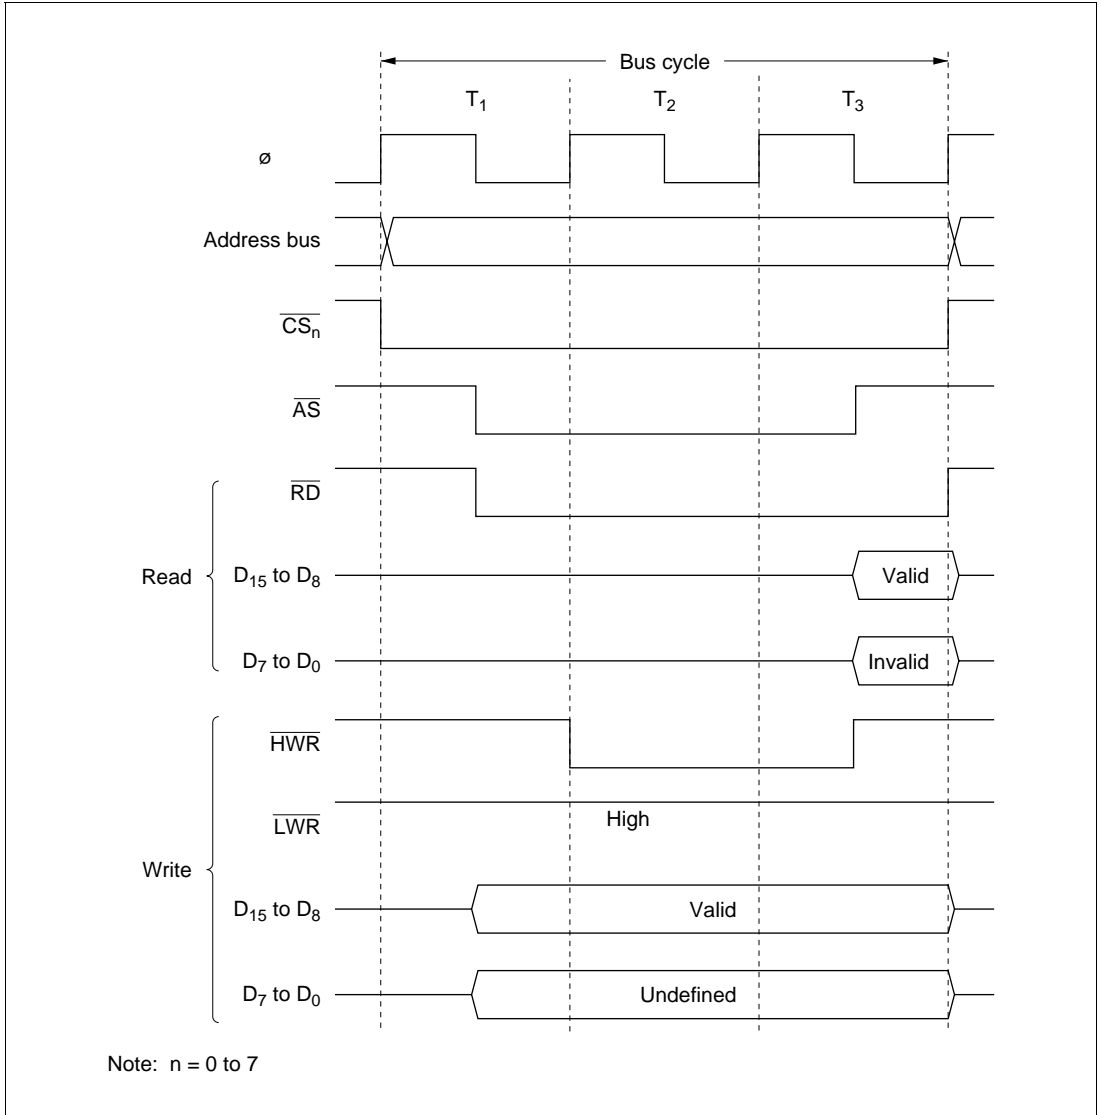 Bus cycle
T1 T2 T3
ø
Address bus
CSn
AS
RD
Read
D15 to D8 Valid
D7 to D0 Invalid
HWR
LWR High
Write
D15 to D8 Valid
D7 to D0 Undefined
Note: n = 0 to 7